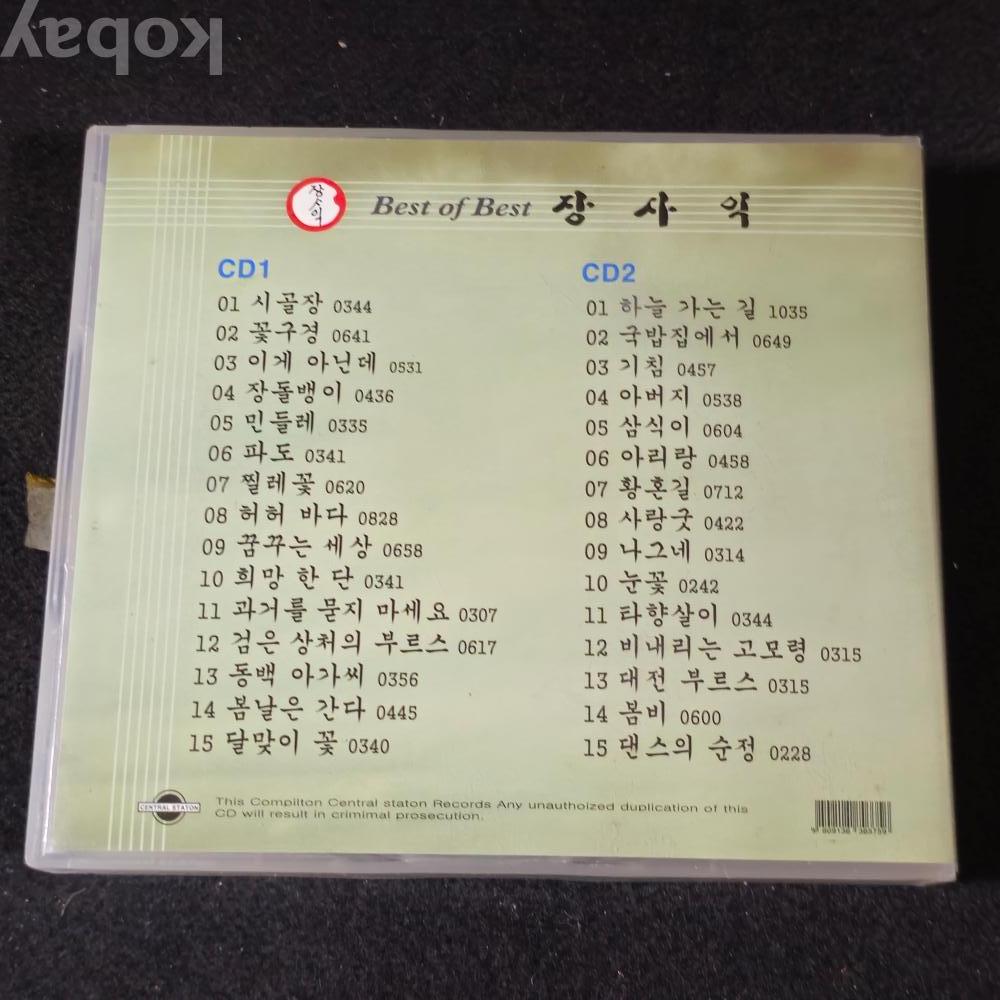 kobay
장사익
Best of Best 장 사 익
CD1
01 시골장 0344
02 꽃구경 0641
03 이게 아닌데 0531
04 장돌뱅이 0436
05 민들레 0335
06 파도 0341
07 찔레꽃 0620
08 허허 바다 0828
09 꿈꾸는 세상 0658
10 희망 한 단 0341
11 과거를 묻지 마세요 0307
12 검은 상처의 부르스 0617
13 동백 아가씨 0356
14 봄날은 간다 0445
15 달맞이 꽃 0340
CD2
01 하늘 가는 길 1035
02 국밥집에서 0649
03 기침 0457
04 아버지 0538
05 삼식이 0604
06 아리랑 0458
07 황혼길 0712
08 사랑굿 0422
09 나그네 0314
10 눈꽃 0242
11 타향살이 0344
12 비내리는 고모령 0315
13 대전 부르스 0315
14 봄비 0600
15 댄스의 순정 0228
CENTRAL STATON
This Compilton Central staton Records Any unauthoized duplication of this
CD will result in crimimal prosecution.